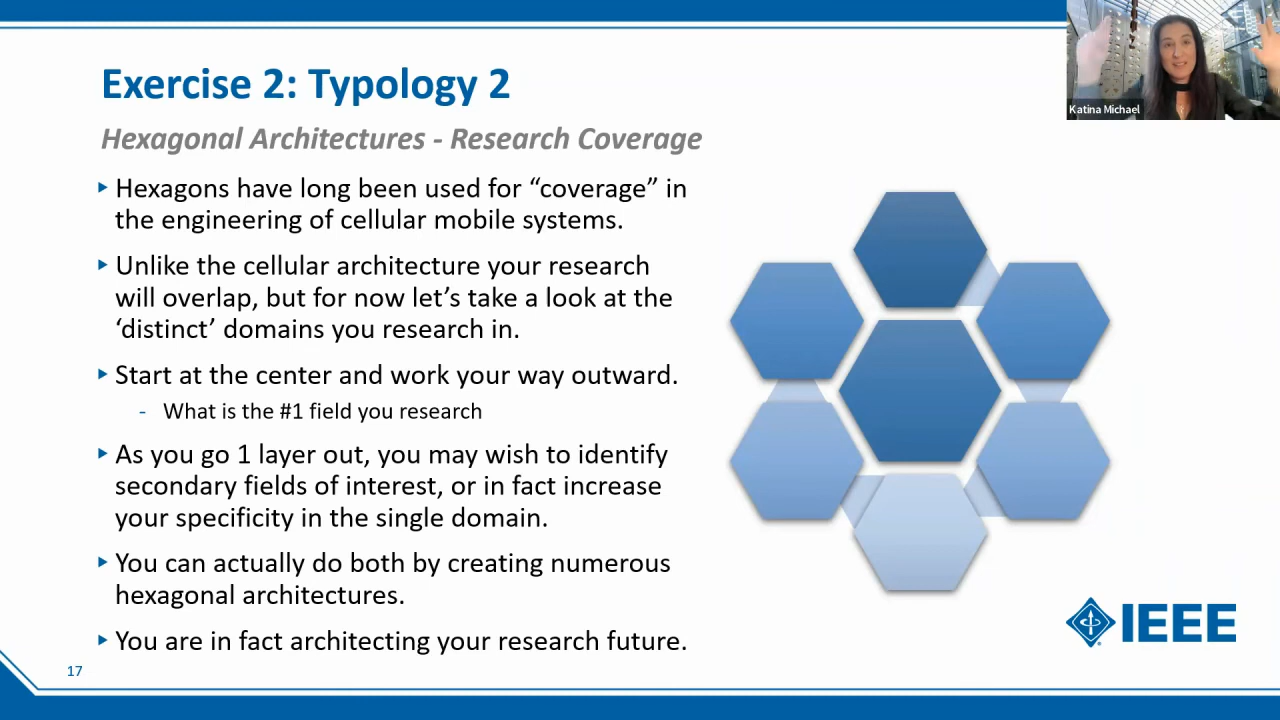 Katina Michael
Exercise 2: Typology 2
Hexagonal Architectures - Research Coverage
Hexagons have long been used for “coverage” in
the engineering of cellular mobile systems.
Unlike the cellular architecture your research
will overlap, but for now let’s take a look at the
‘distinct’ domains you research in.
Start at the center and work your way outward.
- What is the #1 field you research
As you go 1 layer out, you may wish to identify
secondary fields of interest, or in fact increase
your specificity in the single domain.
You can actually do both by creating numerous
hexagonal architectures.
You are in fact architecting your research future.
IEEE
17